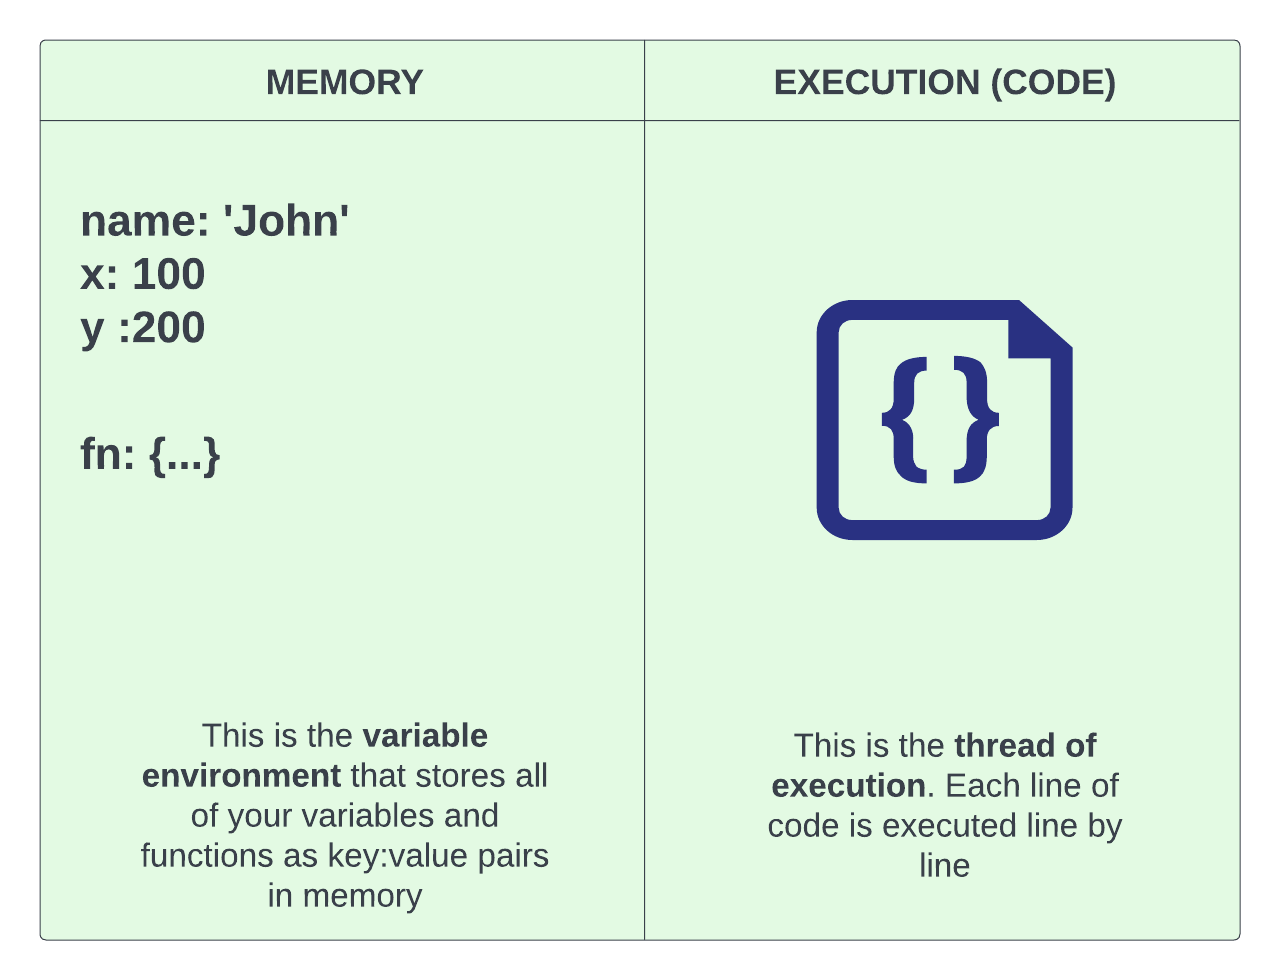 MEMORY
EXECUTION (CODE)
name: 'John'
x: 100
y :200
fn: {...}
{ }
This is the variable
environment that stores all
of your variables and
functions as key:value pairs
in memory
This is the thread of
execution. Each line of
code is executed line by
line